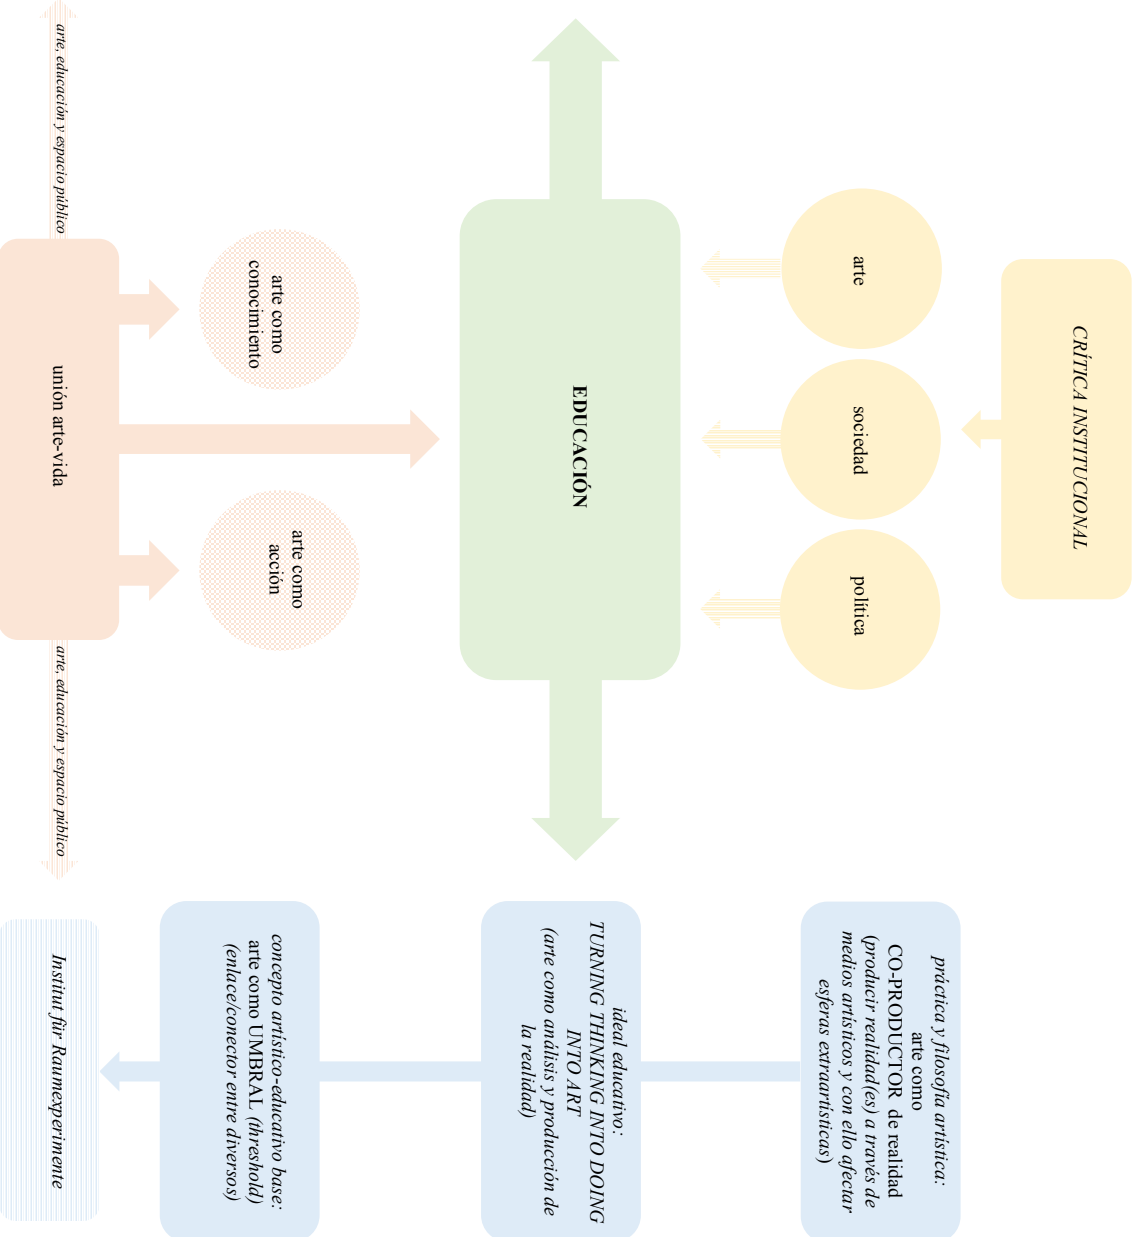 CRÍTICA INSTITUCIONAL
arte
sociedad
política
EDUCACIÓN
arte como
conocimiento
arte como
acción
arte, educación y espacio público
unión arte-vida
arte, educación y espacio público
práctica y filosofía artística:
arte como
CO-PRODUCTOR de realidad
(producir realidad(es) a través de
medios artísticos y con ello afectar
esferas extraartísticas)
ideal educativo:
TURNING THINKING INTO DOING
INTO ART
(arte como análisis y producción de
la realidad)
concepto artístico-educativo base:
arte como UMBRAL (threshold)
(enlace/conector entre diversos)
Institut für Raumexperimente